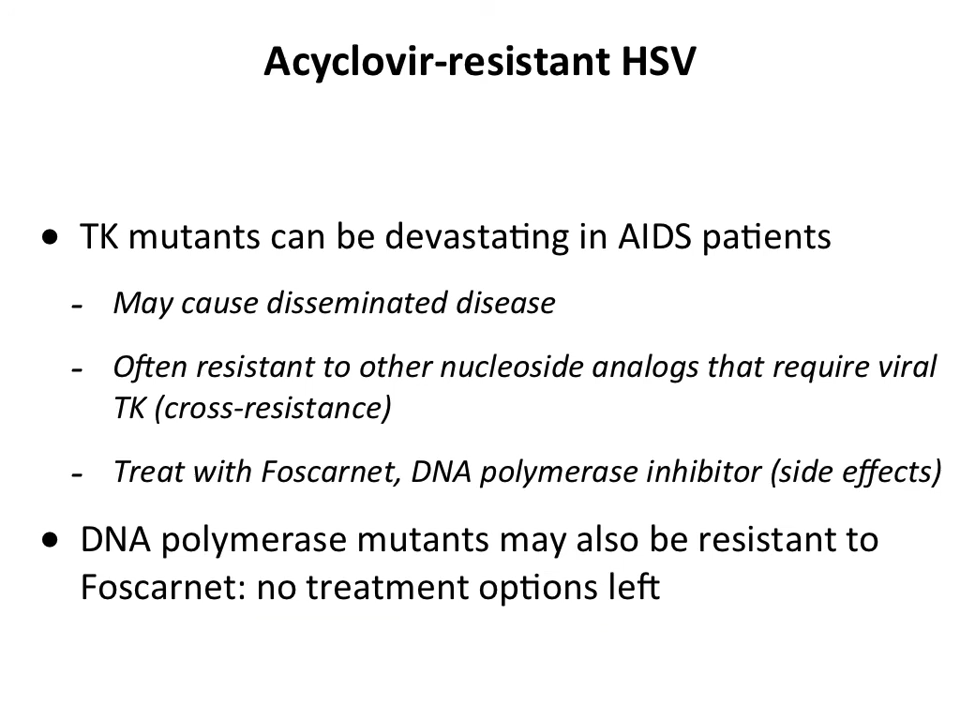 Acyclovir-resistant HSV
• TK mutants can be devastating in AIDS patients
- May cause disseminated disease
- Often resistant to other nucleoside analogs that require viral
TK (cross-resistance)
- Treat with Foscarnet, DNA polymerase inhibitor (side effects)
• DNA polymerase mutants may also be resistant to
Foscarnet: no treatment options left